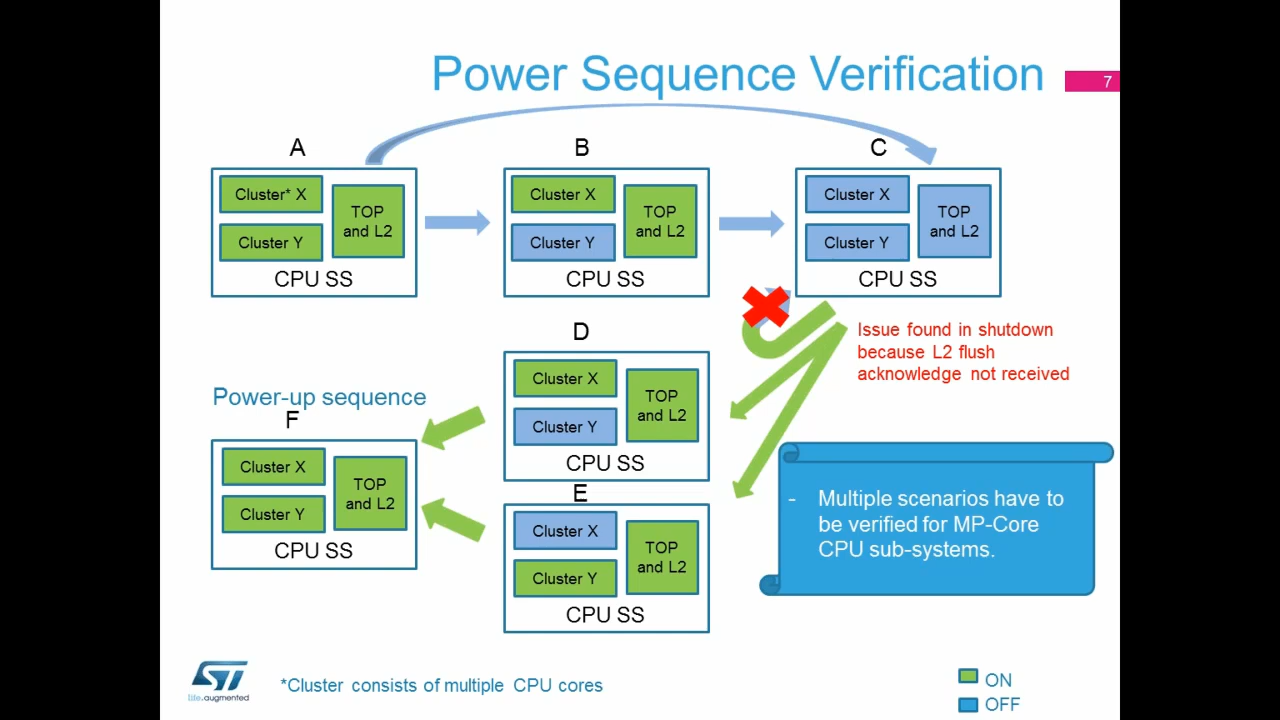 Power Sequence Verification
7
A
B
C
Cluster* X
Cluster Y
TOP
and L2
CPU SS
Cluster X
Cluster Y
TOP
and L2
CPU SS
Cluster X
Cluster Y
TOP
and L2
CPU SS
Issue found in shutdown
because L2 flush
acknowledge not received
D
Cluster X
Cluster Y
TOP
and L2
CPU SS
Power-up sequence
F
Cluster X
Cluster Y
TOP
and L2
CPU SS
E
Cluster X
Cluster Y
TOP
and L2
CPU SS
- Multiple scenarios have to
be verified for MP-Core
CPU sub-systems.
ST
life.augmented
*Cluster consists of multiple CPU cores
ON
OFF